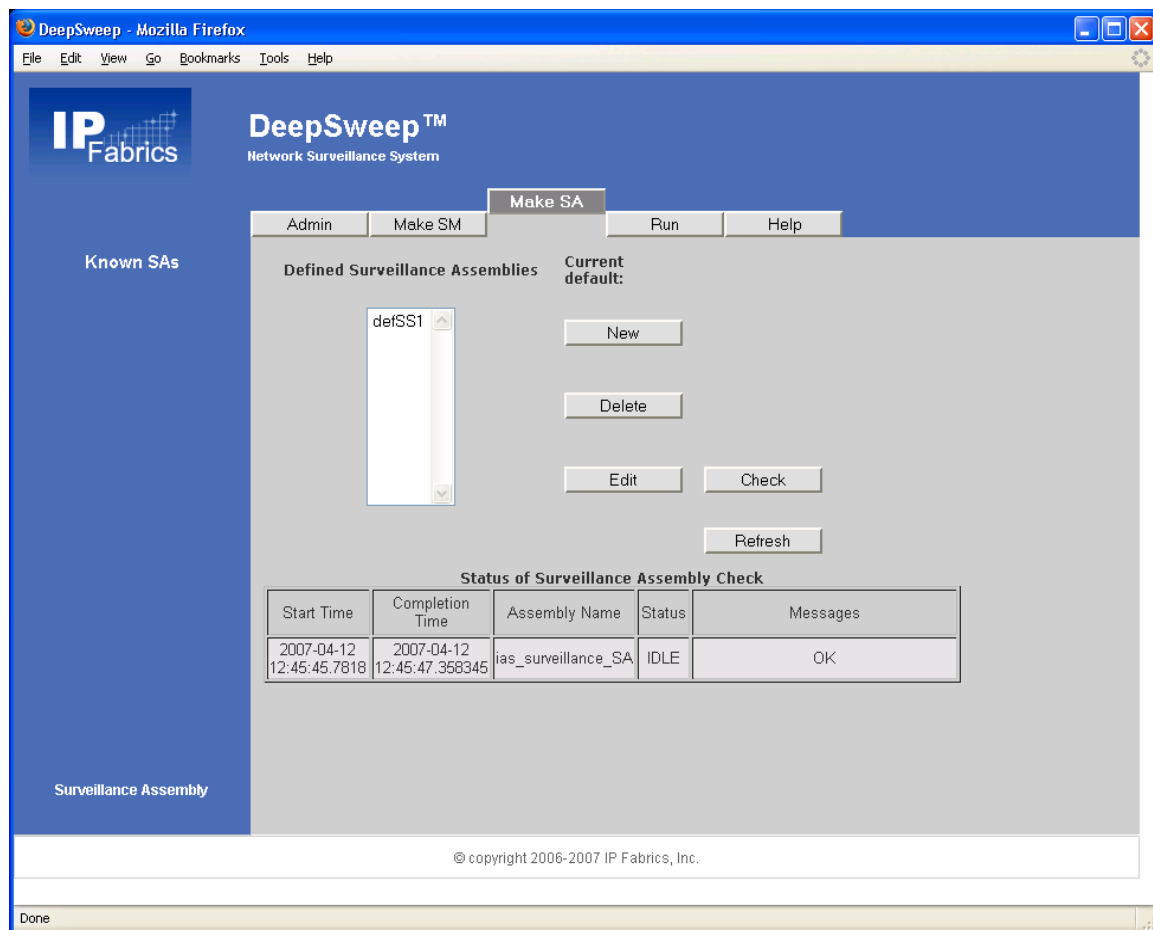 DeepSweep - Mozilla Firefox
File Edit View Go Bookmarks Tools Help
IP Fabrics
DeepSweep™
Network Surveillance System
Admin Make SM Make SA Run Help
Known SAs
Defined Surveillance Assemblies
Current
default:
defSS1
New
Delete
Edit Check
Refresh
Status of Surveillance Assembly Check
Start Time Completion Time Assembly Name Status Messages
2007-04-12 12:45:45.7818 2007-04-12 12:45:47.358345 ias_surveillance_SA IDLE OK
Surveillance Assembly
© copyright 2006-2007 IP Fabrics, Inc.
Done